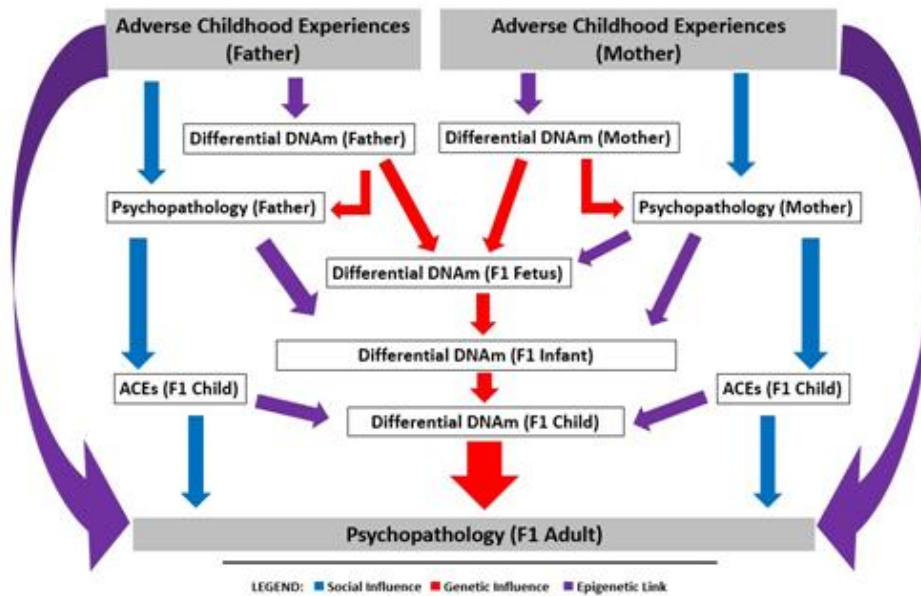 Adverse Childhood Experiences
(Father)
Adverse Childhood Experiences
(Mother)
Differential DNAm (Father)
Differential DNAm (Mother)
Psychopathology (Father)
Psychopathology (Mother)
Differential DNAm (F1 Fetus)
Differential DNAm (F1 Infant)
ACEs (F1 Child)
ACEs (F1 Child)
Differential DNAm (F1 Child)
Psychopathology (F1 Adult)
LEGEND: Social Influence Genetic Influence Epigenetic Link